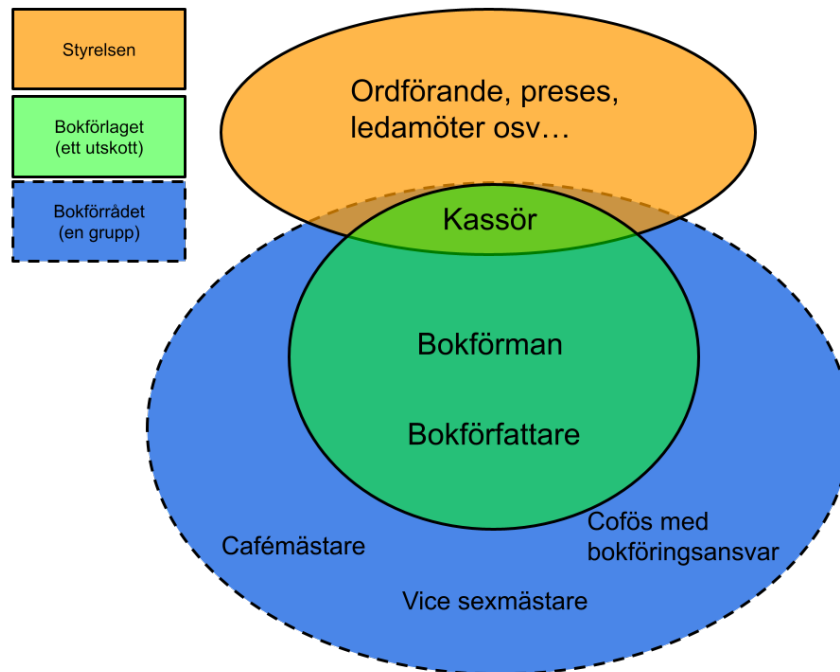 Styrelsen
Bokförlaget
(ett utskott)
Bokförrådet
(en grupp)
Ordförande, preses,
ledamöter osv…
Kassör
Bokförman
Bokförfattare
Cafémästare
Cofös med
bokföringsansvar
Vice sexmästare